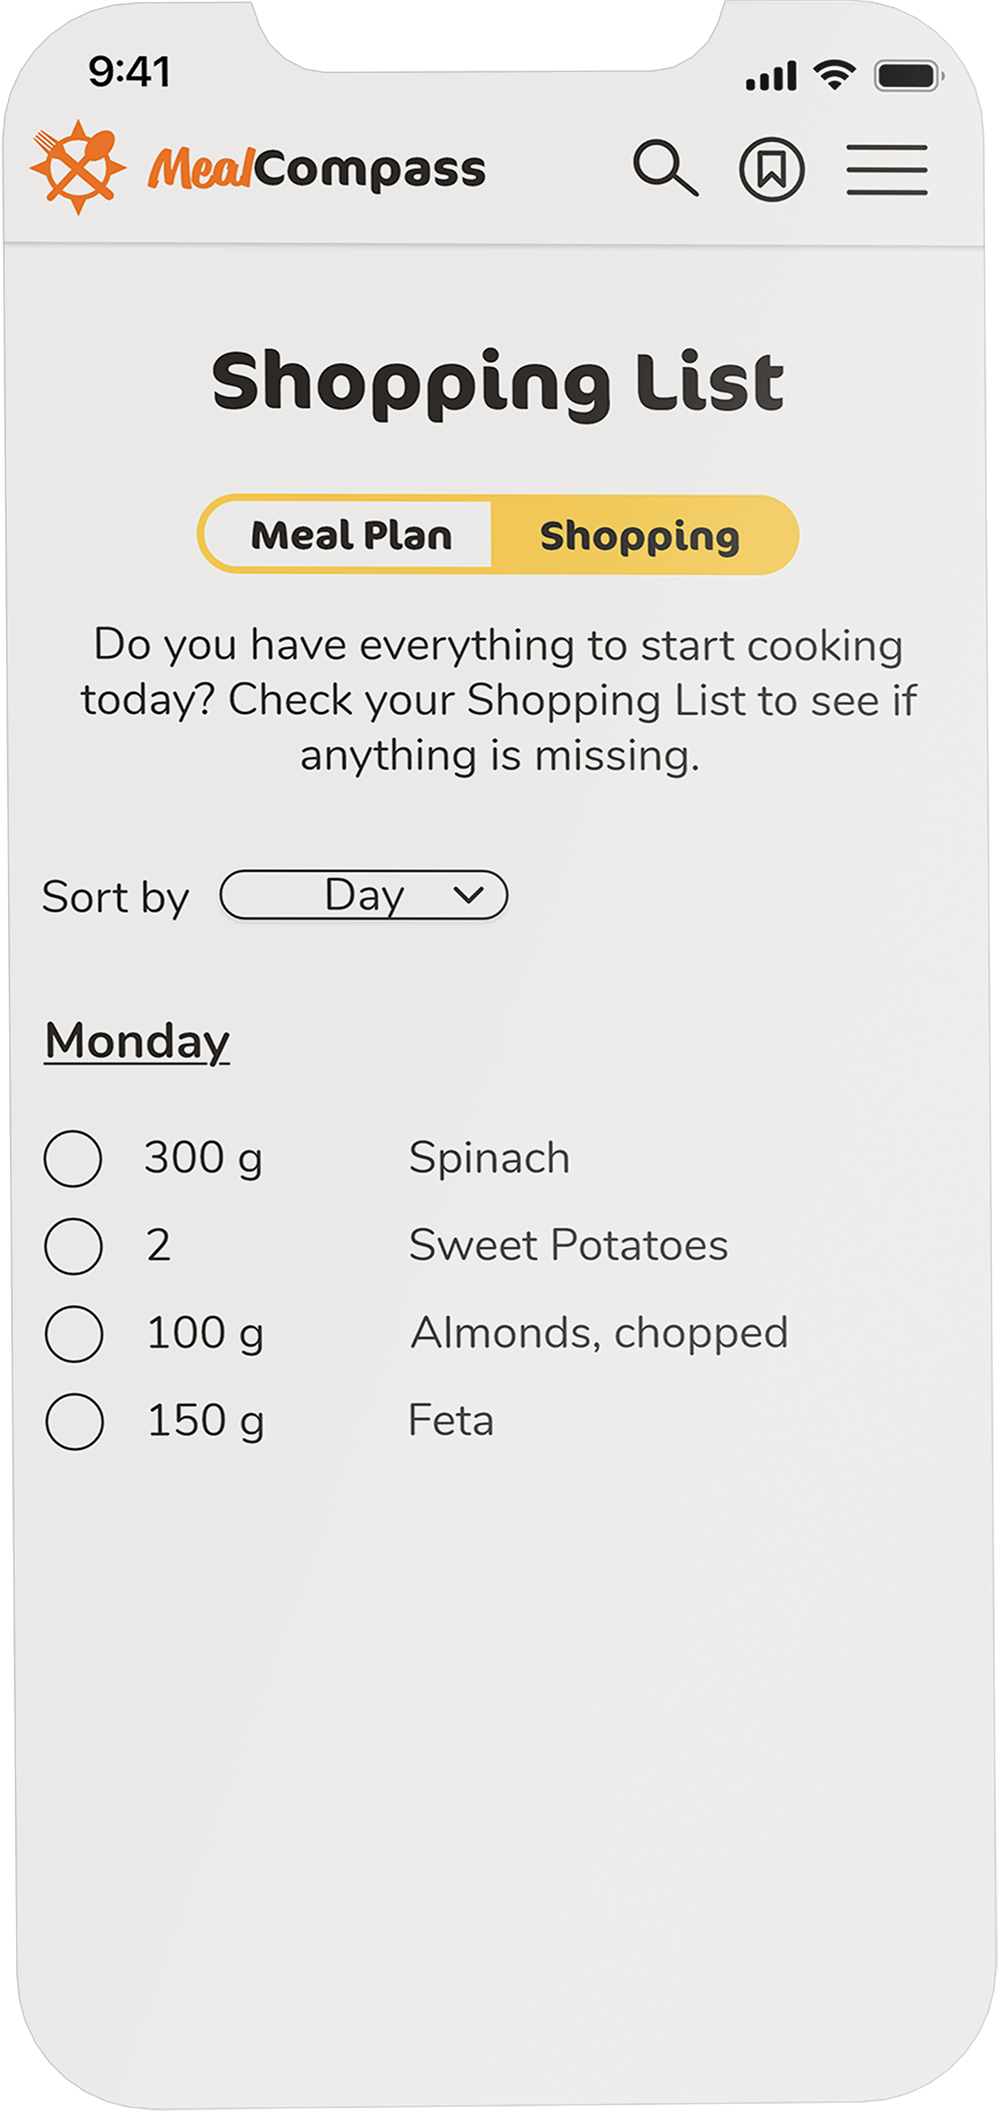 9:41
MealCompass
Shopping List
Meal Plan Shopping
Do you have everything to start cooking
today? Check your Shopping List to see if
anything is missing.
Sort by Day
Monday
300 g Spinach
2 Sweet Potatoes
100 g Almonds, chopped
150 g Feta